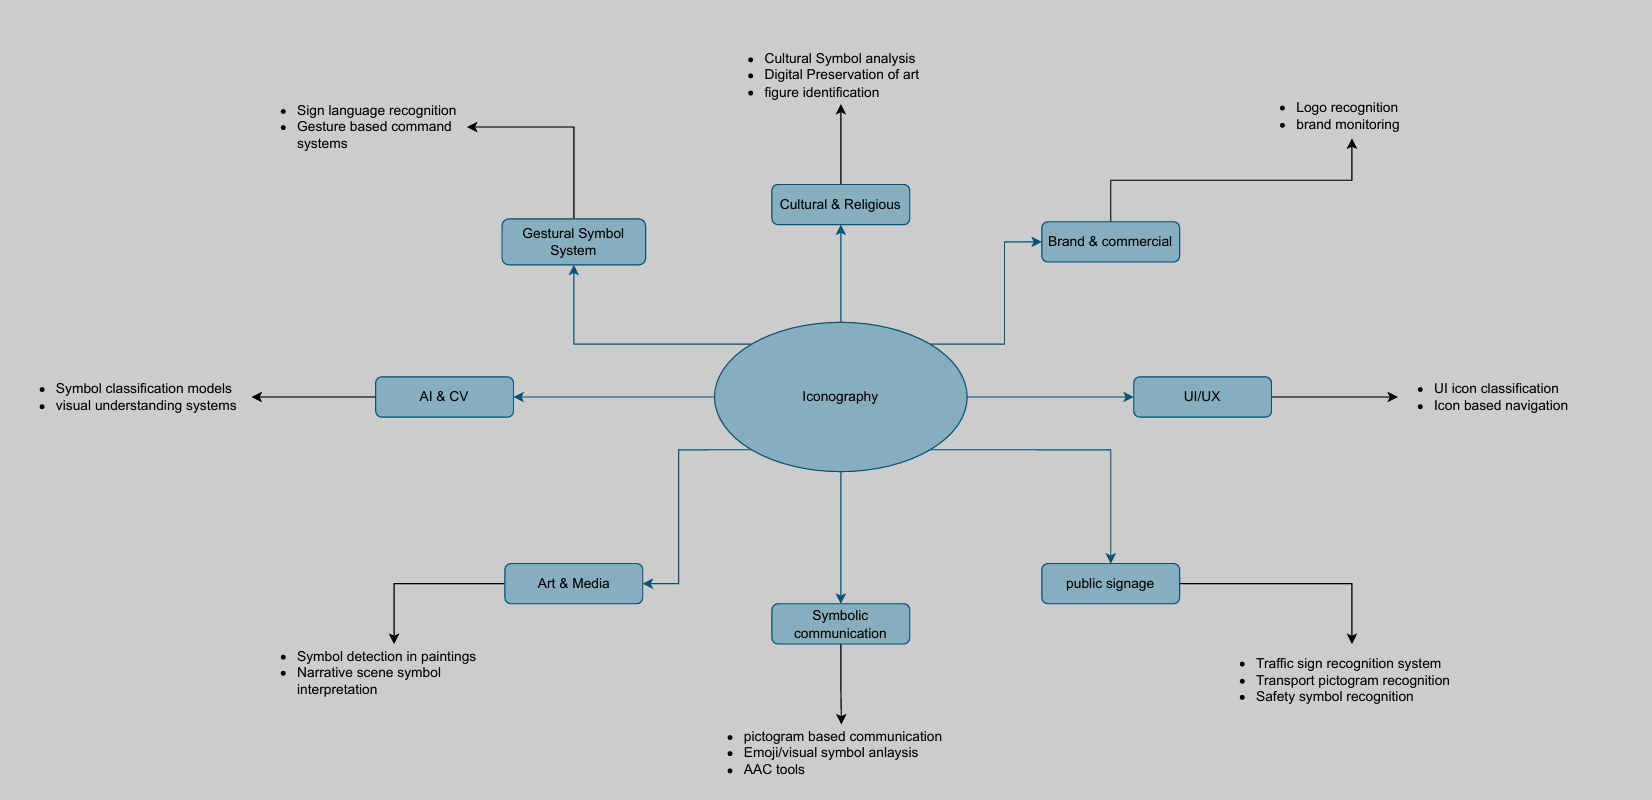 Cultural Symbol analysis
Digital Preservation of art
figure identification
Sign language recognition
Gesture based command
systems
Logo recognition
brand monitoring
Cultural & Religious
Gestural Symbol
System
Brand & commercial
Symbol classification models
visual understanding systems
AI & CV
Iconography
UI/UX
UI icon classification
Icon based navigation
Art & Media
Symbolic
communication
public signage
Symbol detection in paintings
Narrative scene symbol
interpretation
Traffic sign recognition system
Transport pictogram recognition
Safety symbol recognition
pictogram based communication
Emoji/visual symbol anlaysis
AAC tools